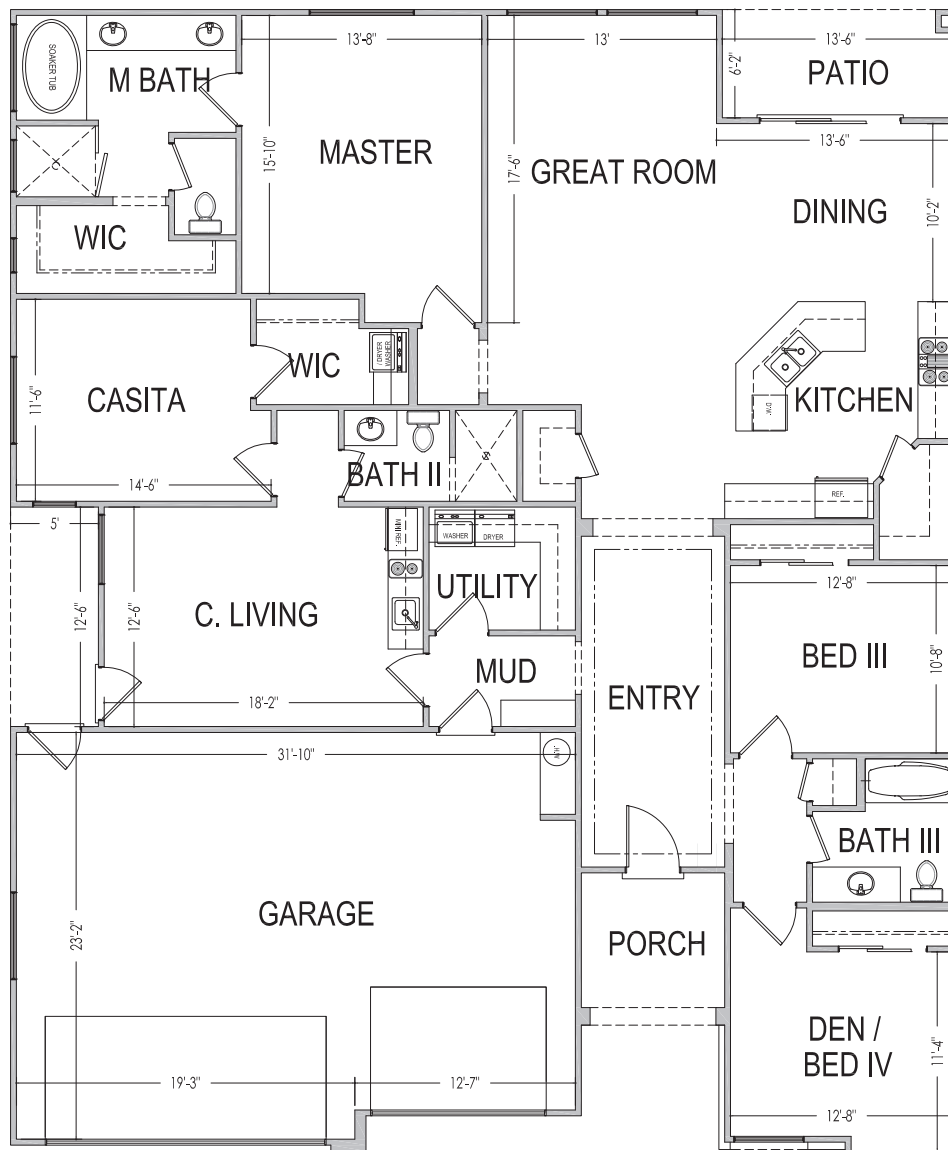 SOAKER TUB
M BATH
13'-8"
13'
13'-6"
6'-2"
PATIO
13'-6"
MASTER
15'-10"
17'-6"
GREAT ROOM
DINING
10'-2"
WIC
WIC
/ DRYER
WASHER
CASITA
11'-6"
14'-6"
KITCHEN
D.W.
BATH II
REF.
5'
MINI REF.
WASHER
DRYER
UTILITY
12'-6"
12'-6"
C. LIVING
18'-2"
MUD
ENTRY
12'-8"
BED III
10'-8"
31'-10"
H/W
BATH III
GARAGE
23'-2"
PORCH
DEN /
BED IV
11'-4"
19'-3"
12'-7"
12'-8"